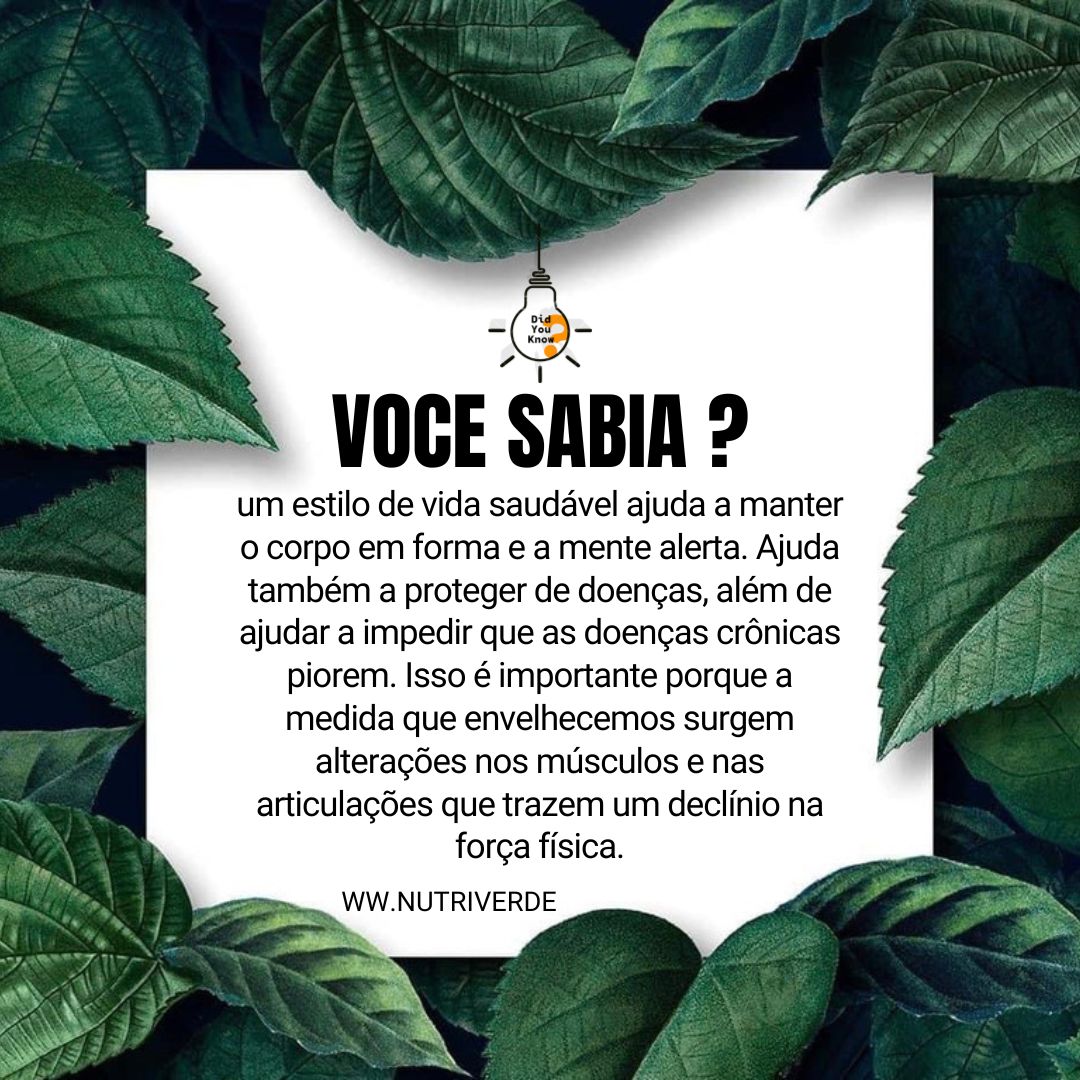 Did
You
Know
?
VOCE SABIA ?
um estilo de vida saudável ajuda a manter
o corpo em forma e a mente alerta. Ajuda
também a proteger de doenças, além de
ajudar a impedir que as doenças crônicas
piorem. Isso é importante porque a
medida que envelhecemos surgem
alterações nos músculos e nas
articulações que trazem um declínio na
força física.
WW.NUTRIVERDE